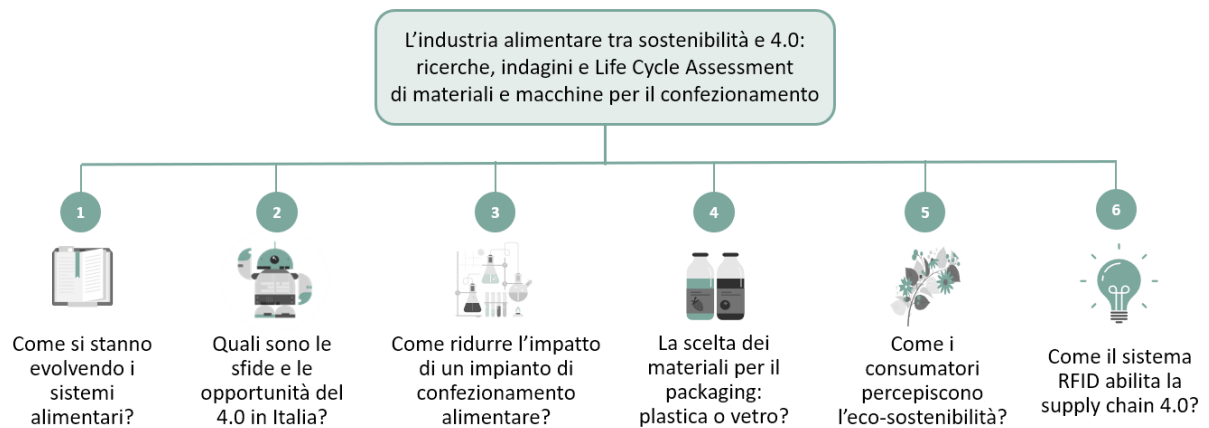 L’industria alimentare tra sostenibilità e 4.0:
ricerche, indagini e Life Cycle Assessment
di materiali e macchine per il confezionamento
1
2
3
4
5
6
Come si stanno
evolvendo i
sistemi
alimentari?
Quali sono le
sfide e le
opportunità del
4.0 in Italia?
Come ridurre l’impatto
di un impianto di
confezionamento
alimentare?
La scelta dei
materiali per il
packaging:
plastica o vetro?
Come i
consumatori
percepiscono
l’eco-sostenibilità?
Come il sistema
RFID abilita la
supply chain 4.0?